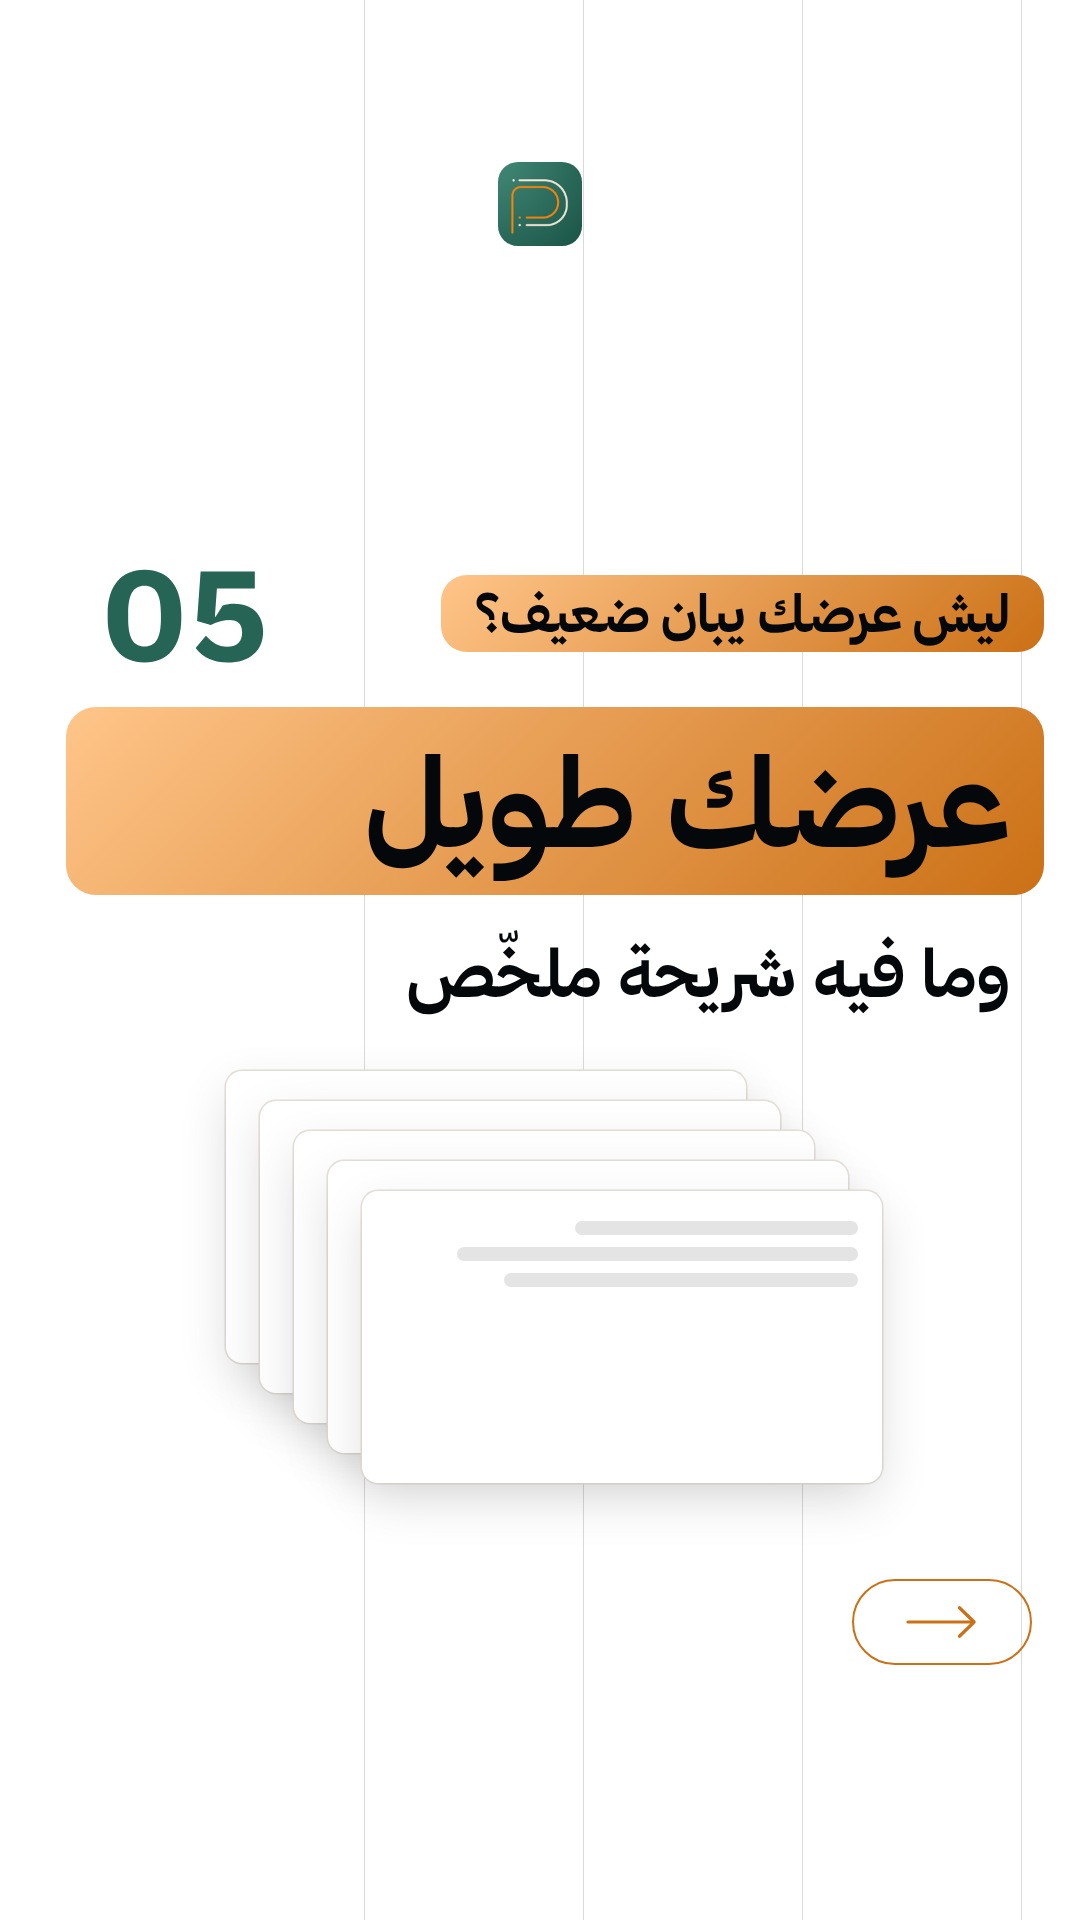 ليش عرضك يبان ضعيف؟
05
عرضك طويل
وما فيه شريحة ملخّص